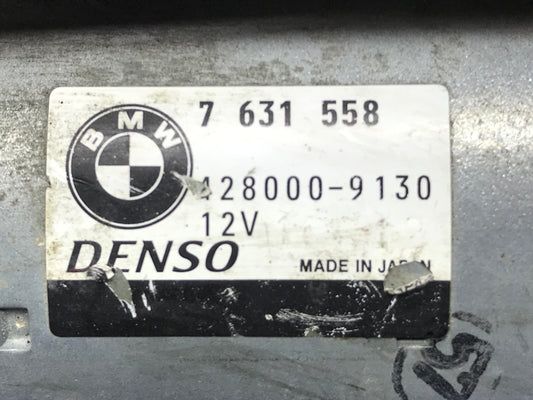 BMW
7 631 558
428000-9130
12V
DENSO
MADE IN JAPAN